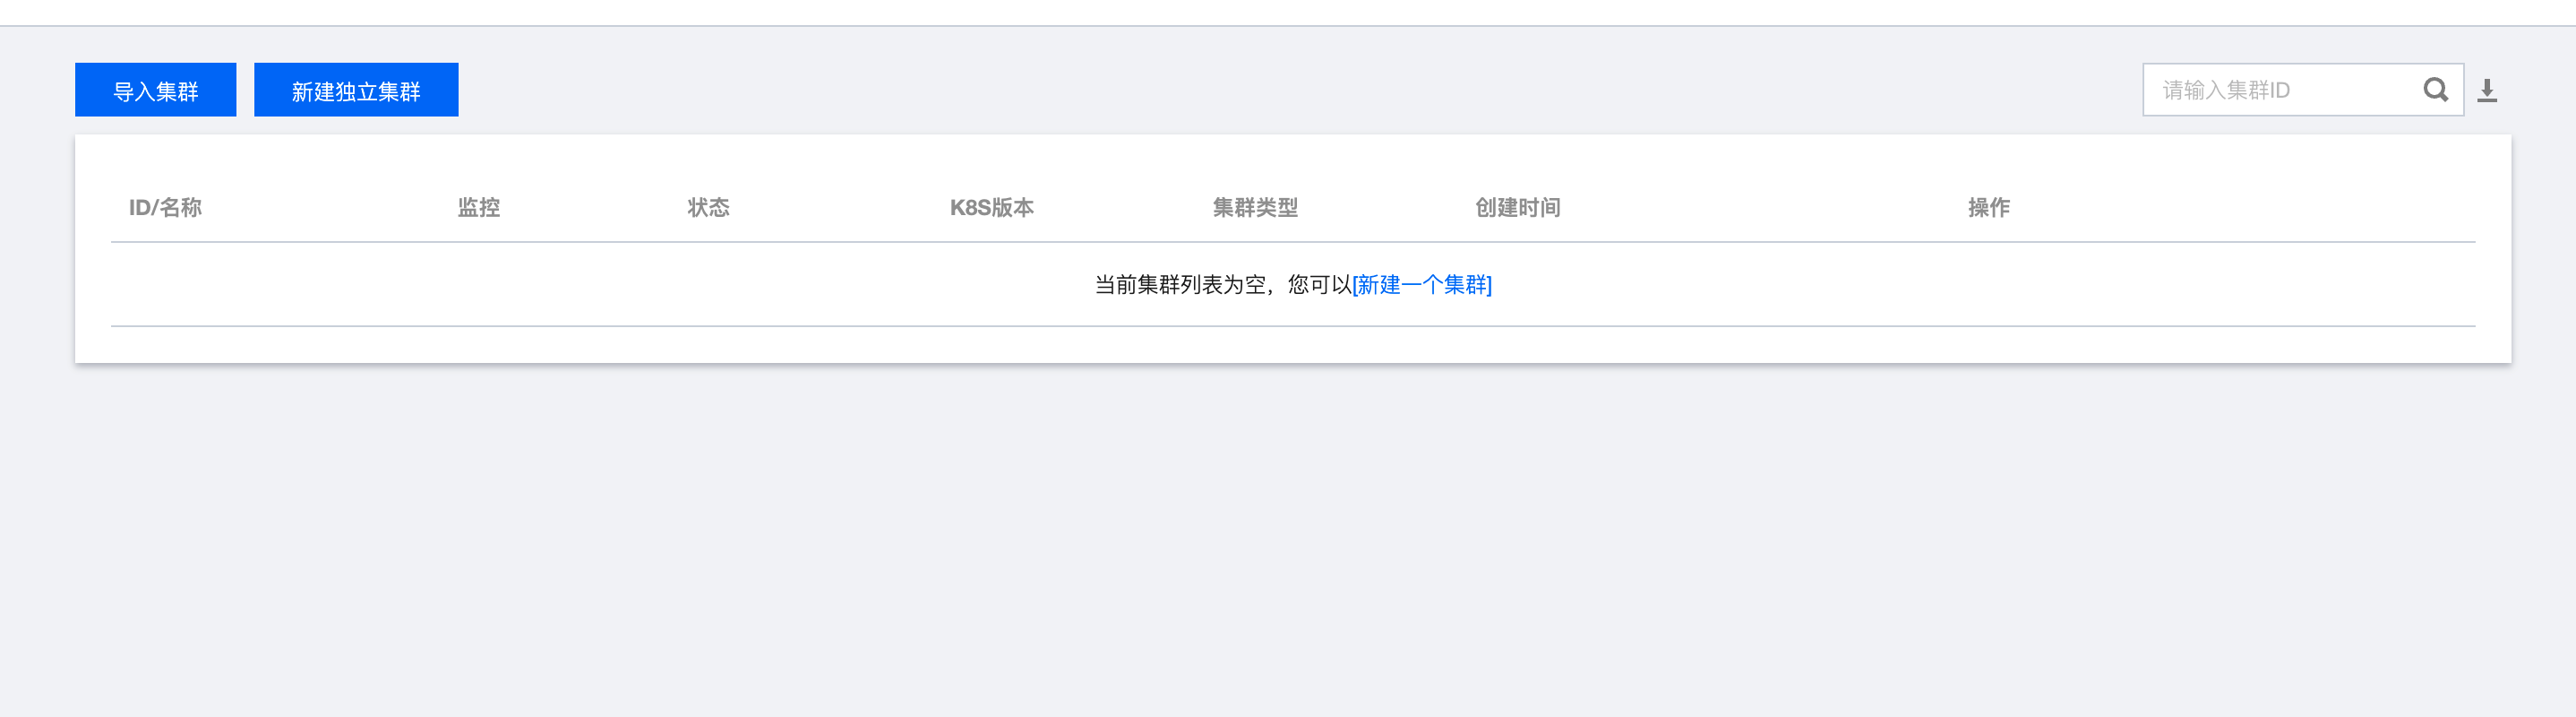 导入集群 新建独立集群 请输入集群ID
ID/名称 监控 状态 K8S版本 集群类型 创建时间 操作
当前集群列表为空，您可以[新建一个集群]